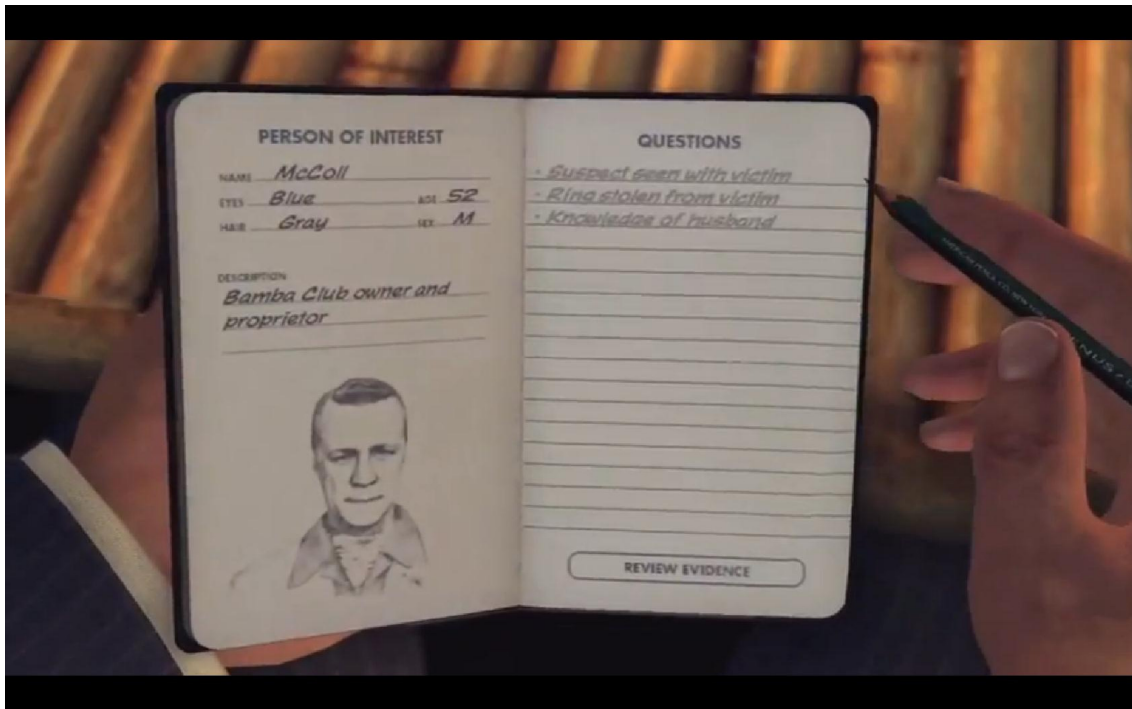 PERSON OF INTEREST
NAME McColl
EYES Blue AGE 52
HAIR Gray SEX M
DESCRIPTION
Bamba Club owner and
proprietor
QUESTIONS
- Suspect seen with victim
- Ring stolen from victim
- Knowledge of husband
REVIEW EVIDENCE